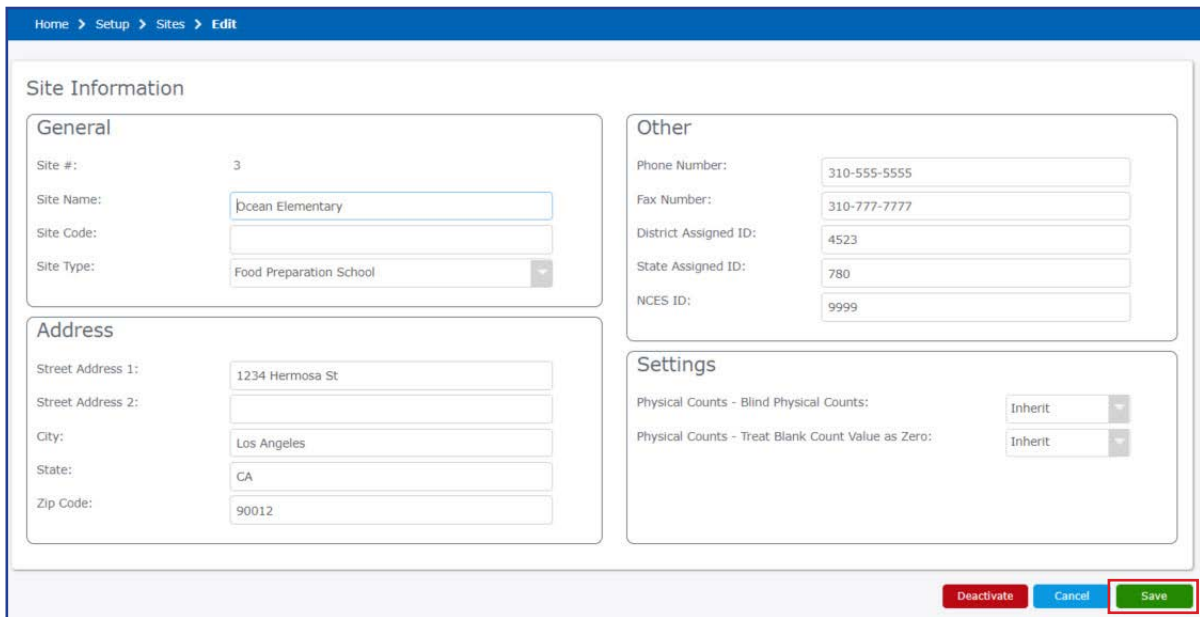 Home > Setup > Sites > Edit
Site Information
General
Site #: 3
Site Name: Ocean Elementary
Site Code:
Site Type: Food Preparation School
Address
Street Address 1: 1234 Hermosa St
Street Address 2:
City: Los Angeles
State: CA
Zip Code: 90012
Other
Phone Number: 310-555-5555
Fax Number: 310-777-7777
District Assigned ID: 4523
State Assigned ID: 780
NCES ID: 9999
Settings
Physical Counts - Blind Physical Counts: Inherit
Physical Counts - Treat Blank Count Value as Zero: Inherit
Deactivate Cancel Save